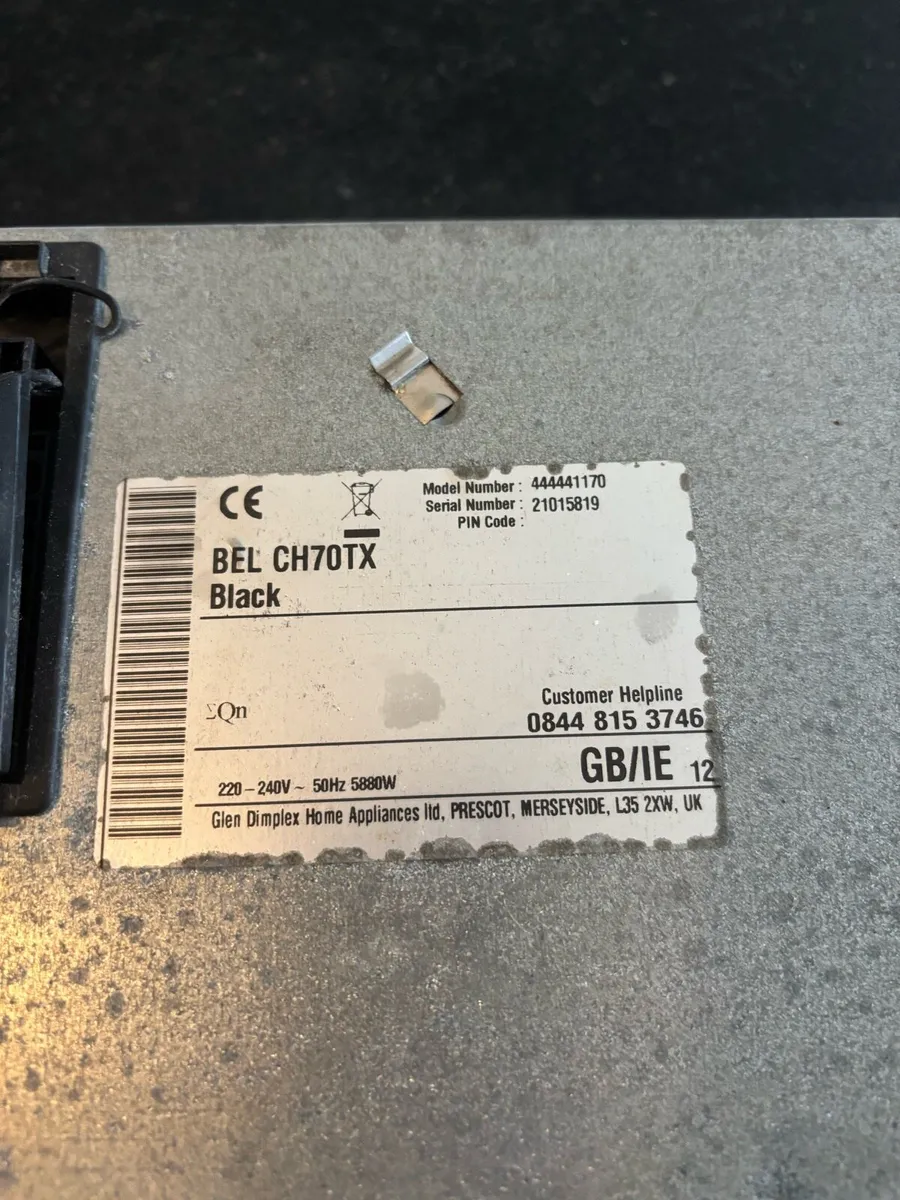 CE
Model Number : 444441170
Serial Number : 21015819
PIN Code :
BEL CH70TX
Black
ΣQn
Customer Helpline
0844 815 3746
GB/IE 12
220 – 240V ~ 50Hz 5880W
Glen Dimplex Home Appliances ltd, PRESCOT, MERSEYSIDE, L35 2XW, UK